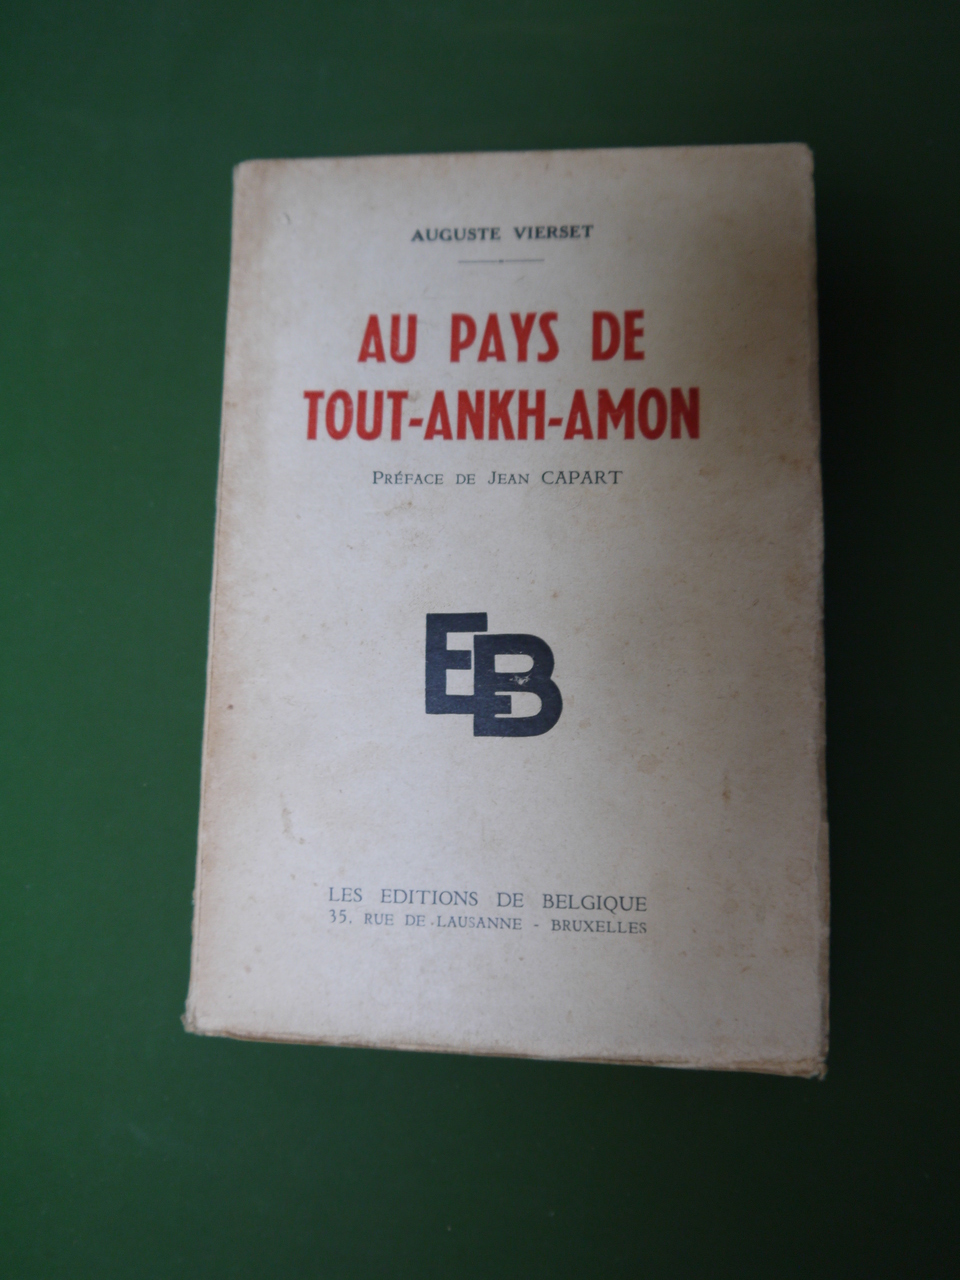 AUGUSTE VIERSET
AU PAYS DE
TOUT-ANKH-AMON
PRÉFACE DE JEAN CAPART
EB
LES EDITIONS DE BELGIQUE
35, RUE DE LAUSANNE - BRUXELLES